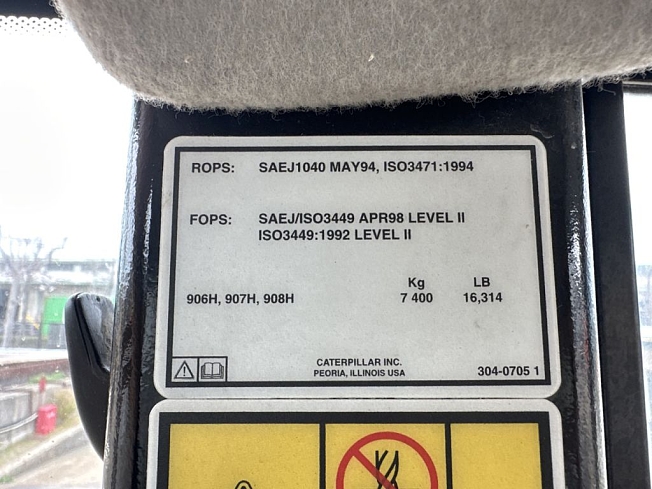 ROPS: SAEJ1040 MAY94, ISO3471:1994
FOPS: SAEJ/ISO3449 APR98 LEVEL II
ISO3449:1992 LEVEL II
Kg LB
906H, 907H, 908H 7 400 16,314
CATERPILLAR INC.
PEORIA, ILLINOIS USA 304-0705 1